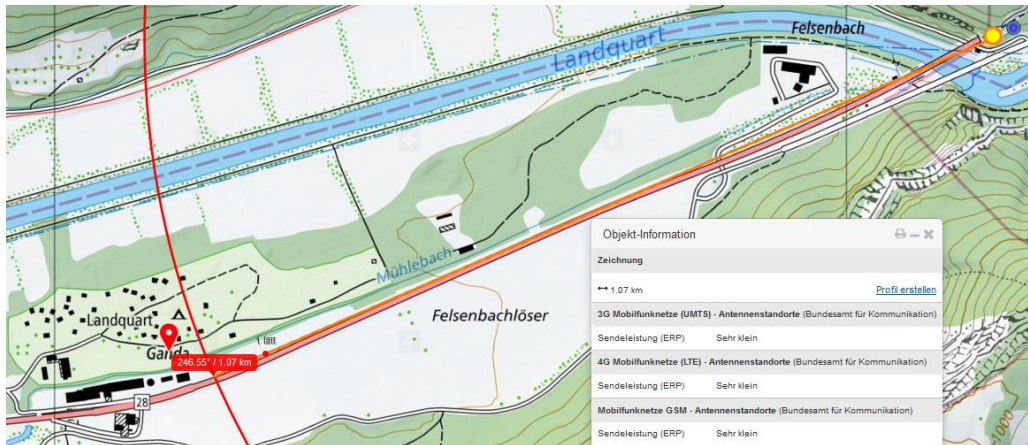 Felsenbach
Landquart
Mühlebach
Felsenbachlöser
Landquart
Ganda
1 km
246.55° / 1.07 km
28
Objekt-Information
Zeichnung
1.07 km
Profil erstellen
3G Mobilfunknetze (UMTS) - Antennenstandorte (Bundesamt für Kommunikation)
Sendeleistung (ERP) Sehr klein
4G Mobilfunknetze (LTE) - Antennenstandorte (Bundesamt für Kommunikation)
Sendeleistung (ERP) Sehr klein
Mobilfunknetze GSM - Antennenstandorte (Bundesamt für Kommunikation)
Sendeleistung (ERP) Sehr klein
1000